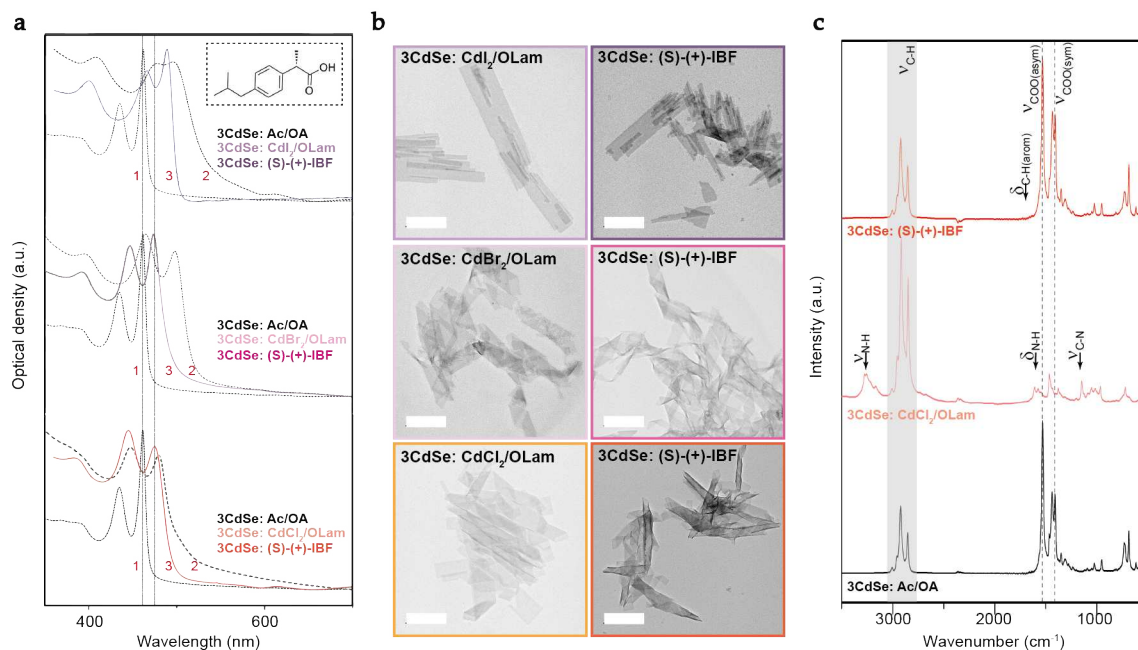 a
Optical density (a.u.)
OH
O
3CdSe: Ac/OA
3CdSe: CdI2/OLam
3CdSe: (S)-(+)-IBF
1
3
2
3CdSe: Ac/OA
3CdSe: CdBr2/OLam
3CdSe: (S)-(+)-IBF
1
3
2
3CdSe: Ac/OA
3CdSe: CdCl2/OLam
3CdSe: (S)-(+)-IBF
1
3
2
400
600
Wavelength (nm)
b
3CdSe: CdI2/OLam
3CdSe: (S)-(+)-IBF
3CdSe: CdBr2/OLam
3CdSe: (S)-(+)-IBF
3CdSe: CdCl2/OLam
3CdSe: (S)-(+)-IBF
c
Intensity (a.u.)
νC-H
νCOO(asym)
νCOO(sym)
δC-H(arom)
3CdSe: (S)-(+)-IBF
νN-H
δN-H
νC-N
3CdSe: CdCl2/OLam
3CdSe: Ac/OA
3000
2000
1000
Wavenumber (cm-1)